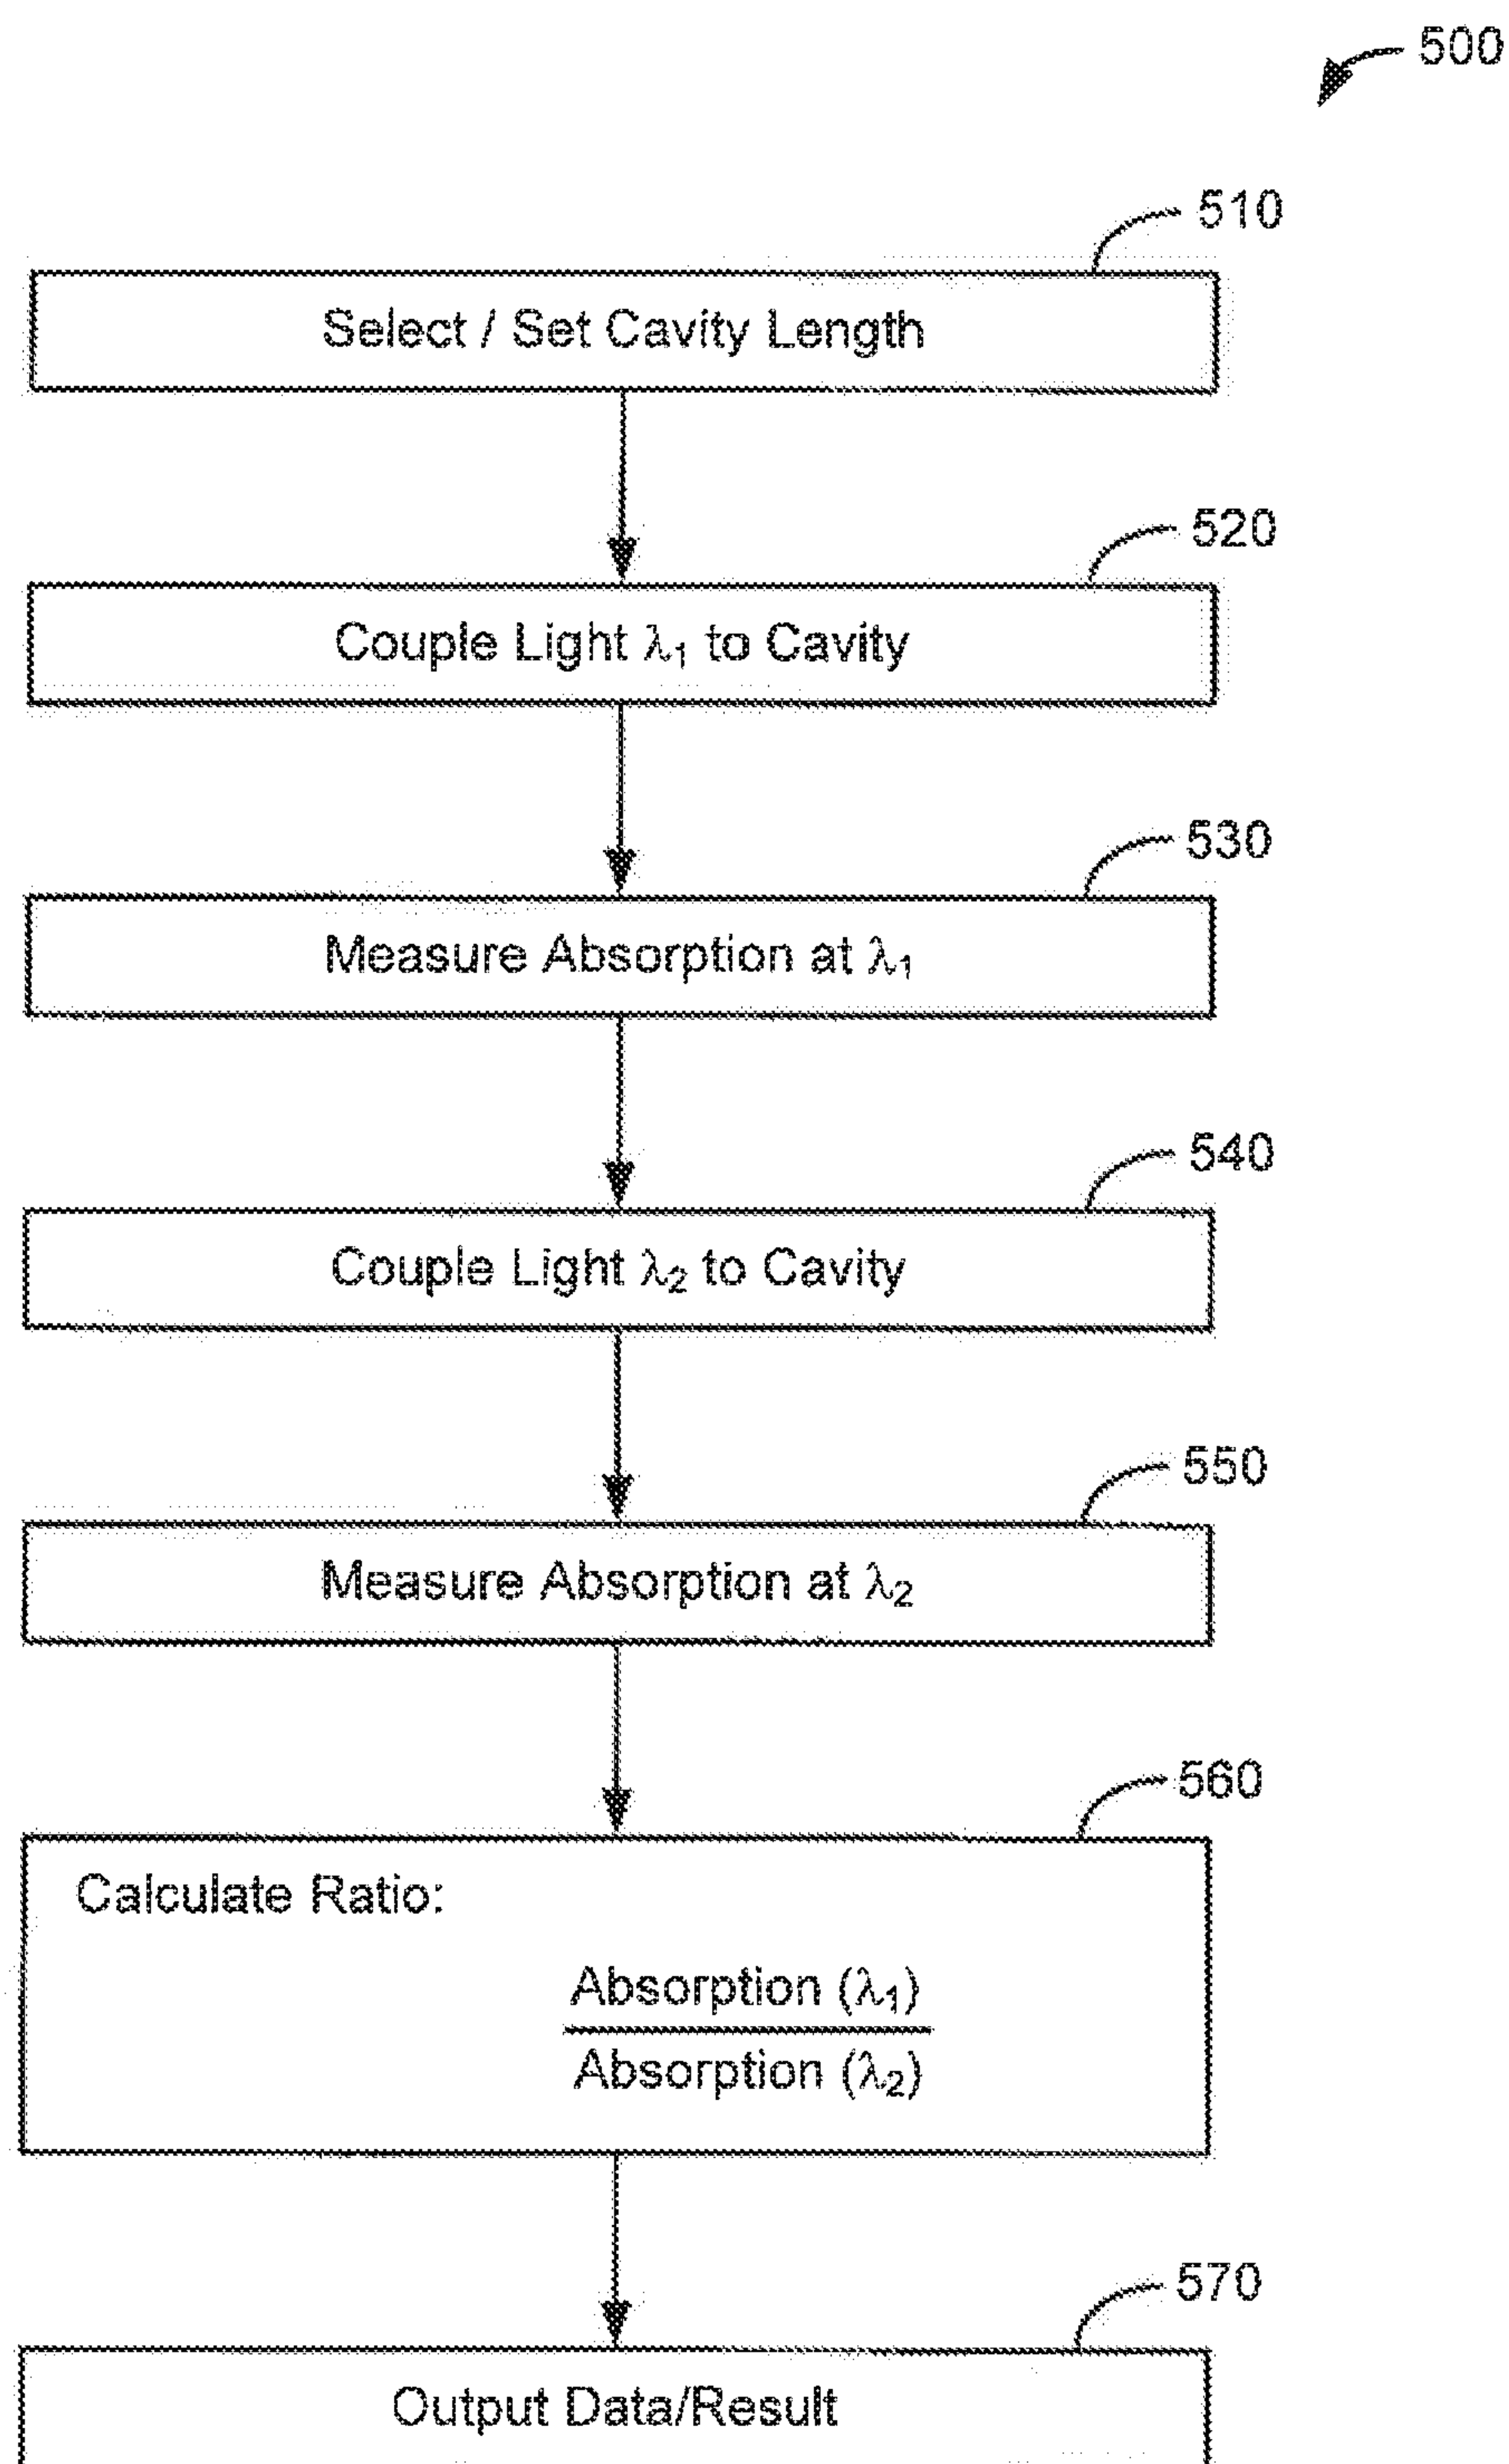 500
510
Select / Set Cavity Length
520
Couple Light λ₁ to Cavity
530
Measure Absorption at λ₁
540
Couple Light λ₂ to Cavity
550
Measure Absorption at λ₂
560
Calculate Ratio:
Absorption (λ₁)
Absorption (λ₂)
570
Output Data/Result